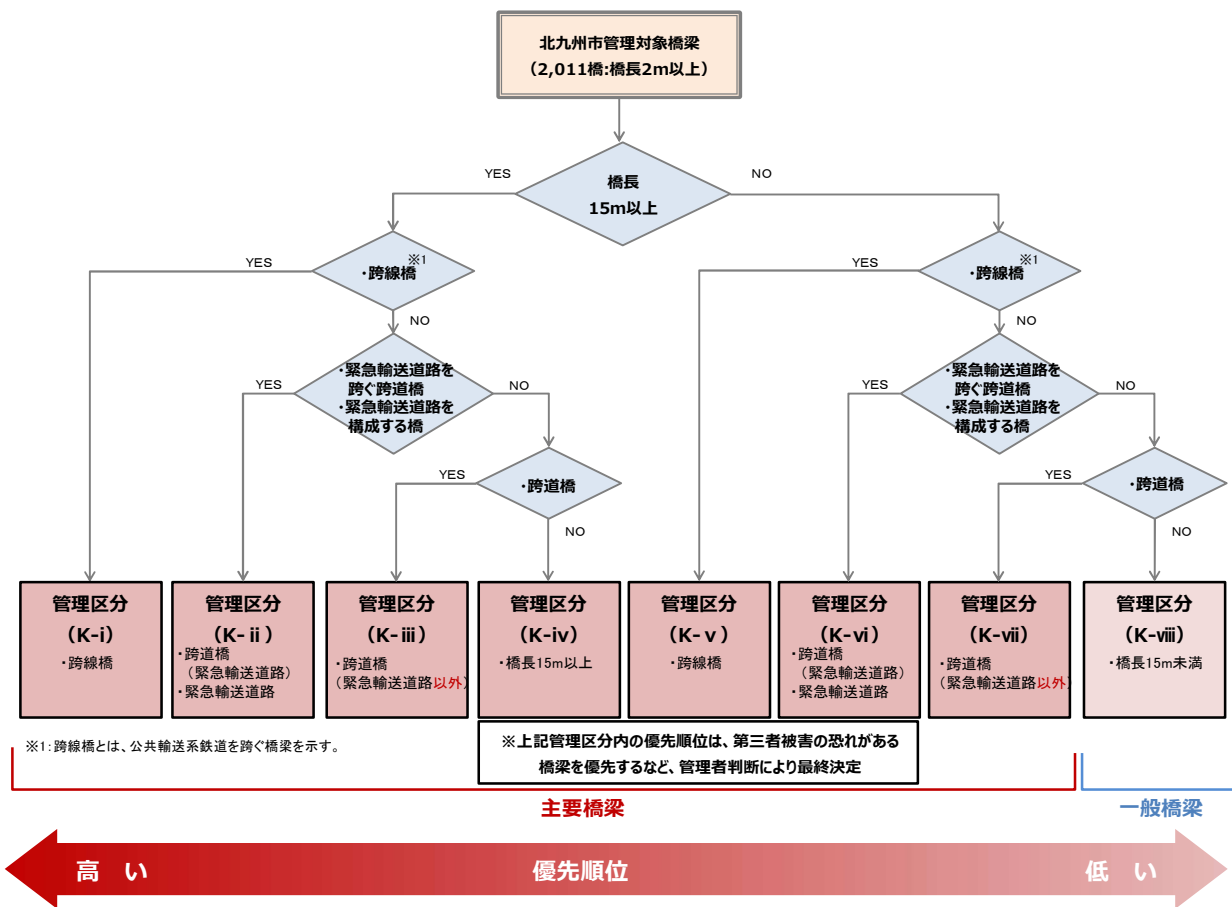 北九州市管理対象橋梁
（2,011橋:橋長2m以上）
YES
橋長
15m以上
NO
YES
・跨線橋※1
NO
YES
・跨線橋※1
NO
YES
・緊急輸送道路を
跨ぐ跨道橋
・緊急輸送道路を
構成する橋
NO
YES
・緊急輸送道路を
跨ぐ跨道橋
・緊急輸送道路を
構成する橋
NO
YES
・跨道橋
NO
YES
・跨道橋
NO
管理区分
（K-ⅰ）
・跨線橋
管理区分
（K-ⅱ）
・跨道橋
（緊急輸送道路）
・緊急輸送道路
管理区分
（K-ⅲ）
・跨道橋
（緊急輸送道路以外）
管理区分
（K-ⅳ）
・橋長15m以上
管理区分
（K-ⅴ）
・跨線橋
管理区分
（K-ⅵ）
・跨道橋
（緊急輸送道路）
・緊急輸送道路
管理区分
（K-ⅶ）
・跨道橋
（緊急輸送道路以外）
管理区分
（K-ⅷ）
・橋長15m未満
※1:跨線橋とは、公共輸送系鉄道を跨ぐ橋梁を示す。
※上記管理区分内の優先順位は、第三者被害の恐れがある
橋梁を優先するなど、管理者判断により最終決定
主要橋梁
一般橋梁
高 い
優先順位
低 い